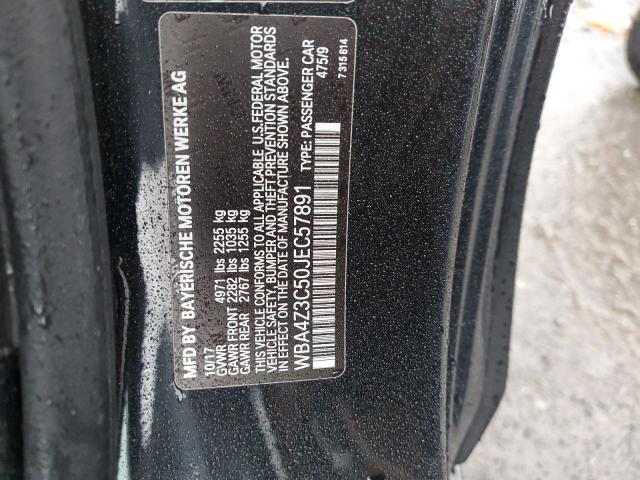 MFD BY BAYERISCHE MOTOREN WERKE AG
10/17
GVWR 4971 lbs 2255 kg
GAWR FRONT 2282 lbs 1035 kg
GAWR REAR 2767 lbs 1255 kg
THIS VEHICLE CONFORMS TO ALL APPLICABLE U.S. FEDERAL MOTOR
VEHICLE SAFETY, BUMPER AND THEFT PREVENTION STANDARDS
IN EFFECT ON THE DATE OF MANUFACTURE SHOWN ABOVE.
WBA4Z3C50JEC57891 TYPE: PASSENGER CAR
475/9
7 315 814